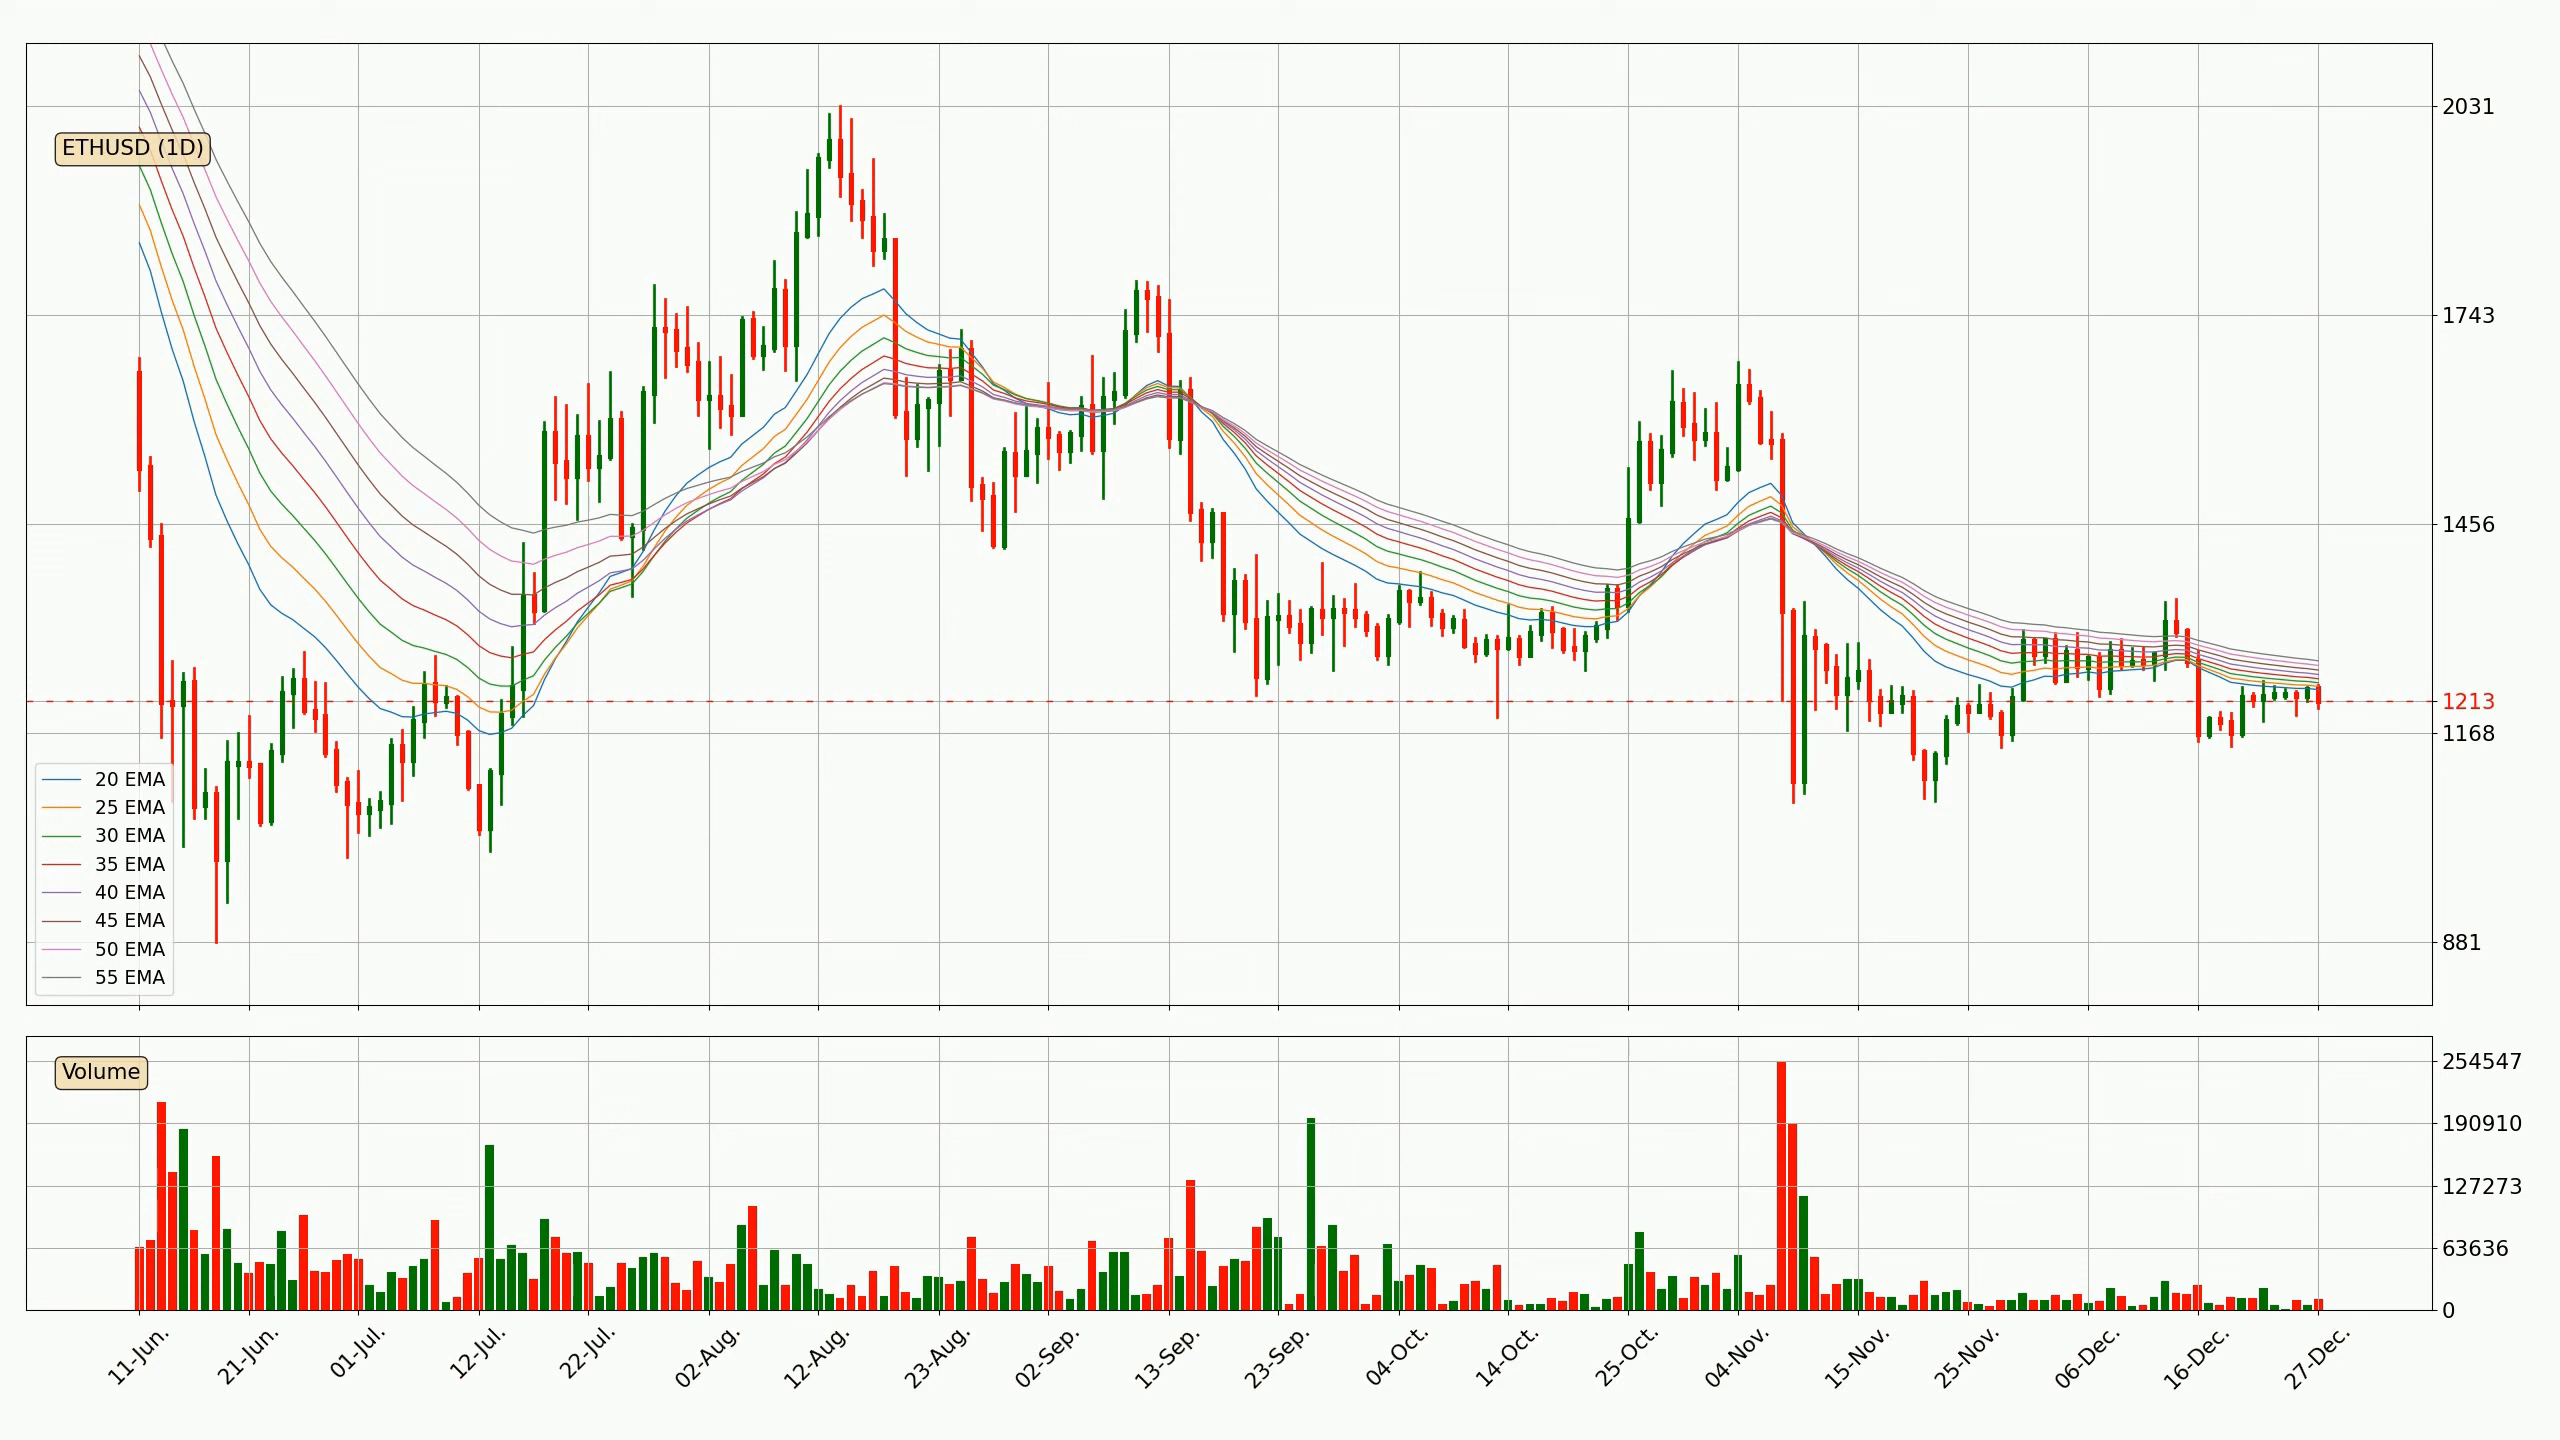 ETHUSD (1D)
2031
1743
1456
1213
1168
881
20 EMA
25 EMA
30 EMA
35 EMA
40 EMA
45 EMA
50 EMA
55 EMA
Volume
254547
190910
127273
63636
0
11-Jun.
21-Jun.
01-Jul.
12-Jul.
22-Jul.
02-Aug.
12-Aug.
23-Aug.
02-Sep.
13-Sep.
23-Sep.
04-Oct.
14-Oct.
25-Oct.
04-Nov.
15-Nov.
25-Nov.
06-Dec.
16-Dec.
27-Dec.